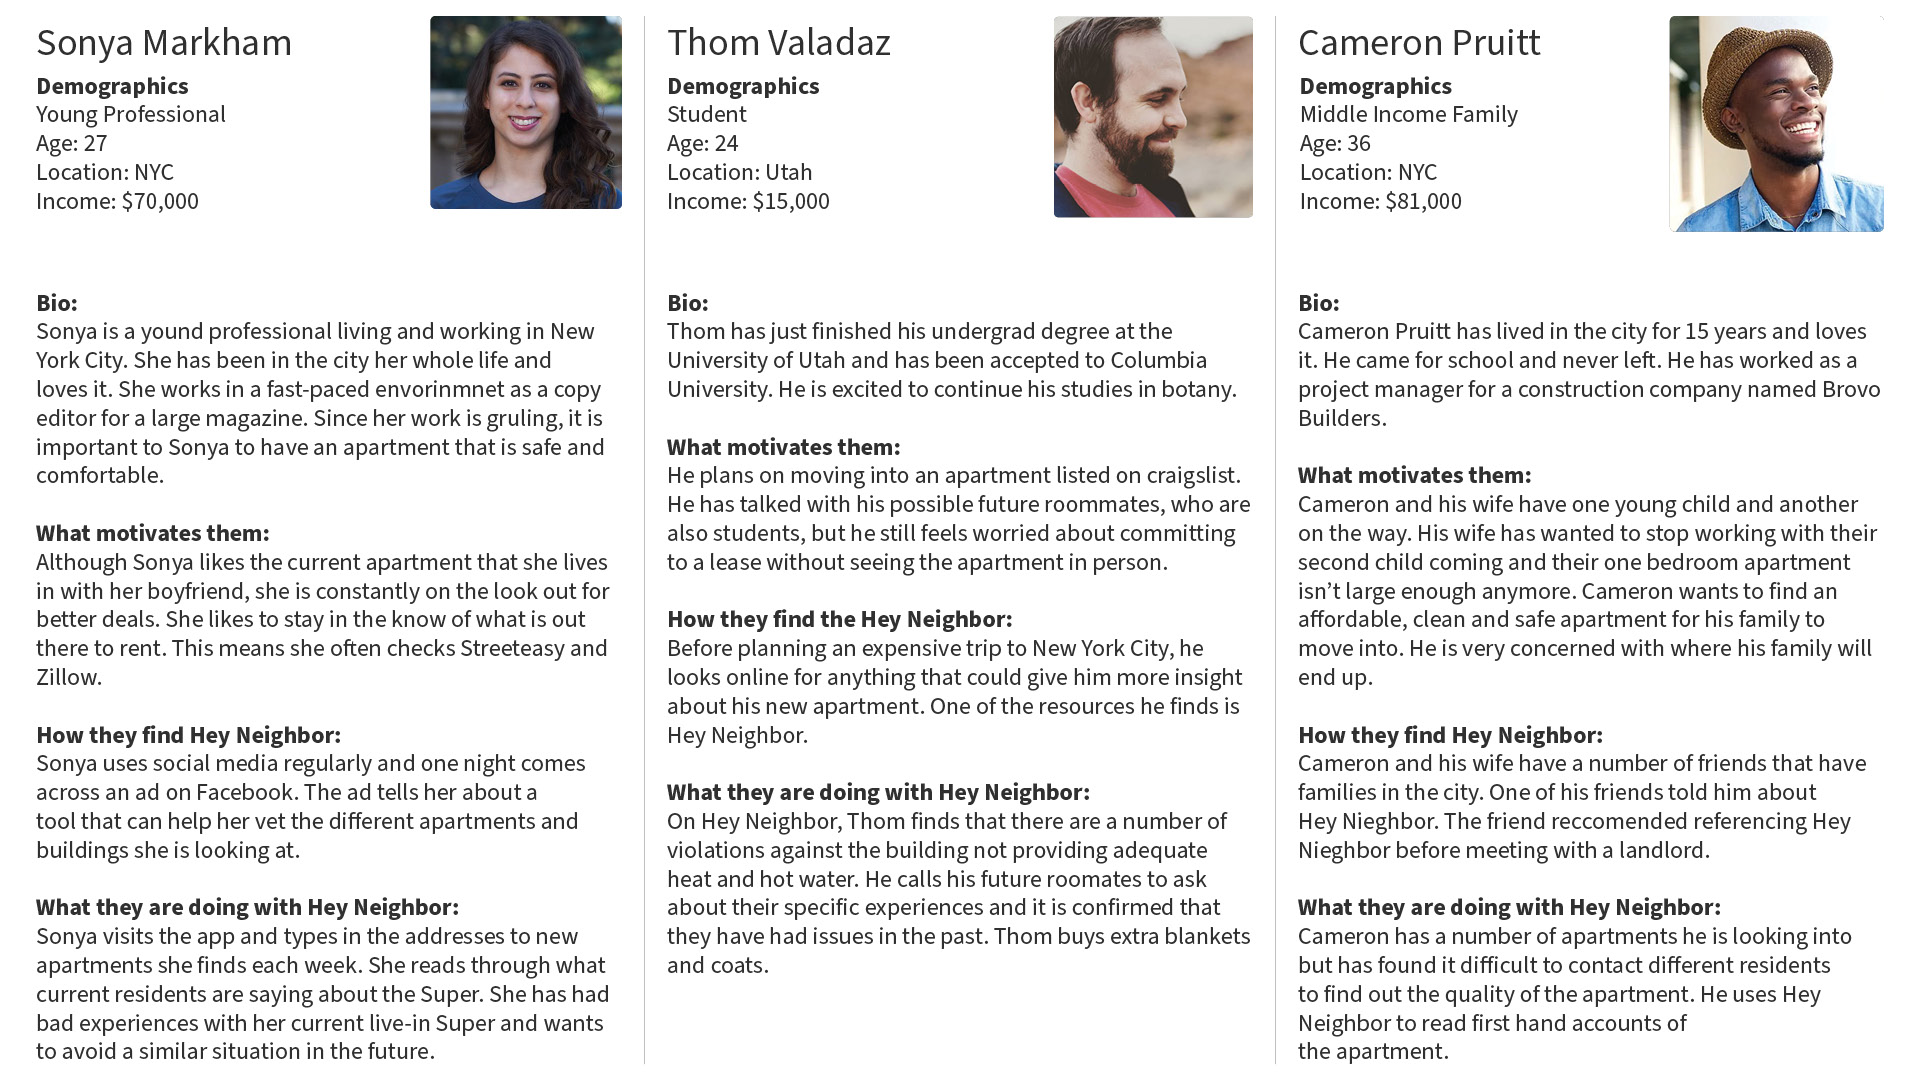 Sonya Markham
Demographics
Young Professional
Age: 27
Location: NYC
Income: $70,000
Bio:
Sonya is a yound professional living and working in New
York City. She has been in the city her whole life and
loves it. She works in a fast-paced envorinmnet as a copy
editor for a large magazine. Since her work is gruling, it is
important to Sonya to have an apartment that is safe and
comfortable.
What motivates them:
Although Sonya likes the current apartment that she lives
in with her boyfriend, she is constantly on the look out for
better deals. She likes to stay in the know of what is out
there to rent. This means she often checks Streeteasy and
Zillow.
How they find Hey Neighbor:
Sonya uses social media regularly and one night comes
across an ad on Facebook. The ad tells her about a
tool that can help her vet the different apartments and
buildings she is looking at.
What they are doing with Hey Neighbor:
Sonya visits the app and types in the addresses to new
apartments she finds each week. She reads through what
current residents are saying about the Super. She has had
bad experiences with her current live-in Super and wants
to avoid a similar situation in the future.
Thom Valadaz
Demographics
Student
Age: 24
Location: Utah
Income: $15,000
Bio:
Thom has just finished his undergrad degree at the
University of Utah and has been accepted to Columbia
University. He is excited to continue his studies in botany.
What motivates them:
He plans on moving into an apartment listed on craigslist.
He has talked with his possible future roommates, who are
also students, but he still feels worried about committing
to a lease without seeing the apartment in person.
How they find the Hey Neighbor:
Before planning an expensive trip to New York City, he
looks online for anything that could give him more insight
about his new apartment. One of the resources he finds is
Hey Neighbor.
What they are doing with Hey Neighbor:
On Hey Neighbor, Thom finds that there are a number of
violations against the building not providing adequate
heat and hot water. He calls his future roomates to ask
about their specific experiences and it is confirmed that
they have had issues in the past. Thom buys extra blankets
and coats.
Cameron Pruitt
Demographics
Middle Income Family
Age: 36
Location: NYC
Income: $81,000
Bio:
Cameron Pruitt has lived in the city for 15 years and loves
it. He came for school and never left. He has worked as a
project manager for a construction company named Brovo
Builders.
What motivates them:
Cameron and his wife have one young child and another
on the way. His wife has wanted to stop working with their
second child coming and their one bedroom apartment
isn’t large enough anymore. Cameron wants to find an
affordable, clean and safe apartment for his family to
move into. He is very concerned with where his family will
end up.
How they find Hey Neighbor:
Cameron and his wife have a number of friends that have
families in the city. One of his friends told him about
Hey Nieghbor. The friend reccomended referencing Hey
Nieghbor before meeting with a landlord.
What they are doing with Hey Neighbor:
Cameron has a number of apartments he is looking into
but has found it difficult to contact different residents
to find out the quality of the apartment. He uses Hey
Neighbor to read first hand accounts of
the apartment.